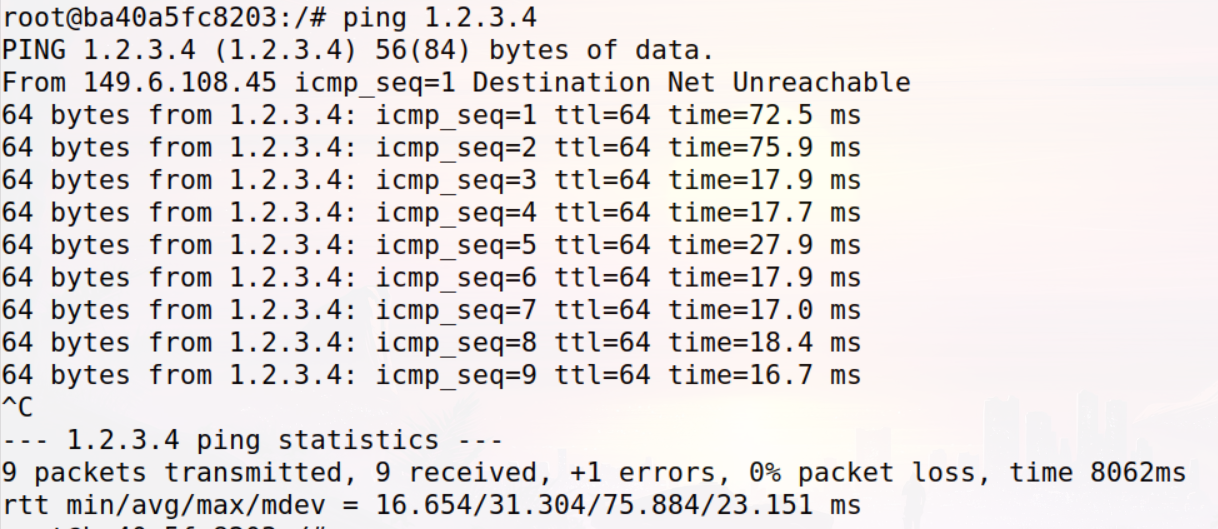 root@ba40a5fc8203:/# ping 1.2.3.4
PING 1.2.3.4 (1.2.3.4) 56(84) bytes of data.
From 149.6.108.45 icmp_seq=1 Destination Net Unreachable
64 bytes from 1.2.3.4: icmp_seq=1 ttl=64 time=72.5 ms
64 bytes from 1.2.3.4: icmp_seq=2 ttl=64 time=75.9 ms
64 bytes from 1.2.3.4: icmp_seq=3 ttl=64 time=17.9 ms
64 bytes from 1.2.3.4: icmp_seq=4 ttl=64 time=17.7 ms
64 bytes from 1.2.3.4: icmp_seq=5 ttl=64 time=27.9 ms
64 bytes from 1.2.3.4: icmp_seq=6 ttl=64 time=17.9 ms
64 bytes from 1.2.3.4: icmp_seq=7 ttl=64 time=17.0 ms
64 bytes from 1.2.3.4: icmp_seq=8 ttl=64 time=18.4 ms
64 bytes from 1.2.3.4: icmp_seq=9 ttl=64 time=16.7 ms
^C
--- 1.2.3.4 ping statistics ---
9 packets transmitted, 9 received, +1 errors, 0% packet loss, time 8062ms
rtt min/avg/max/mdev = 16.654/31.304/75.884/23.151 ms